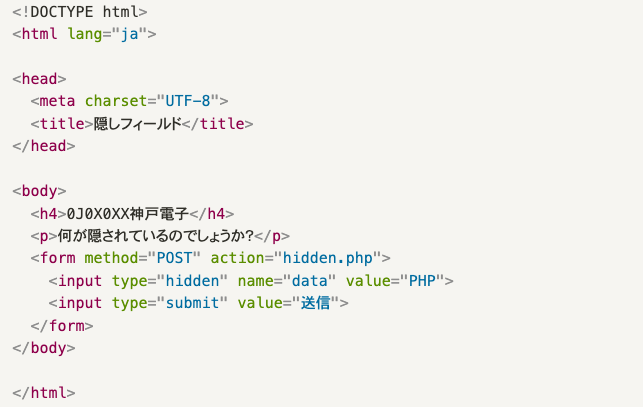 <!DOCTYPE html>
<html lang="ja">
<head>
<meta charset="UTF-8">
<title>隠しフィールド</title>
</head>
<body>
<h4>0J0X0XX神戸電子</h4>
<p>何が隠されているのでしょうか?</p>
<form method="POST" action="hidden.php">
<input type="hidden" name="data" value="PHP">
<input type="submit" value="送信">
</form>
</body>
</html>